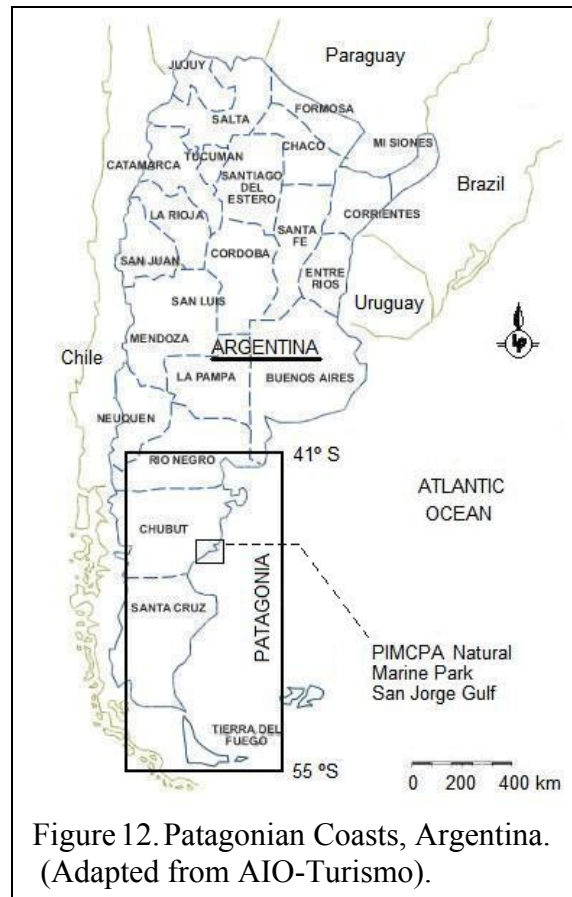 Paraguay
JUJUY
FORMOSA
SALTA
CHACO
MISIONES
TUCUMAN
CATAMARCA
SANTIAGO
DEL
ESTERO
Brazil
LA RIOJA
CORRIENTES
SANTA
FE
SAN JUAN
CORDOBA
ENTRE
RIOS
SAN LUIS
Uruguay
MENDOZA
Chile
ARGENTINA
LA PAMPA
BUENOS AIRES
NEUQUEN
RIO NEGRO
41º S
ATLANTIC
OCEAN
CHUBUT
PATAGONIA
SANTA CRUZ
PIMCPA Natural
Marine Park
San Jorge Gulf
TIERRA DEL
FUEGO
55 ºS
0 200 400 km
Figure 12. Patagonian Coasts, Argentina.
(Adapted from AIO-Turismo).